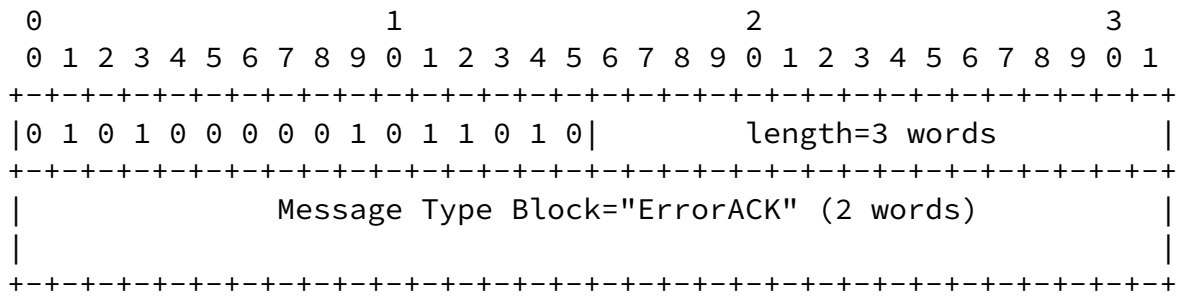 0                   1                   2                   3
 0 1 2 3 4 5 6 7 8 9 0 1 2 3 4 5 6 7 8 9 0 1 2 3 4 5 6 7 8 9 0 1
+-+-+-+-+-+-+-+-+-+-+-+-+-+-+-+-+-+-+-+-+-+-+-+-+-+-+-+-+-+-+-+-+
|0 1 0 1 0 0 0 0 0 1 0 1 1 0 1 0|        length=3 words         |
+-+-+-+-+-+-+-+-+-+-+-+-+-+-+-+-+-+-+-+-+-+-+-+-+-+-+-+-+-+-+-+-+
|              Message Type Block="ErrorACK" (2 words)          |
|                                                               |
+-+-+-+-+-+-+-+-+-+-+-+-+-+-+-+-+-+-+-+-+-+-+-+-+-+-+-+-+-+-+-+-+